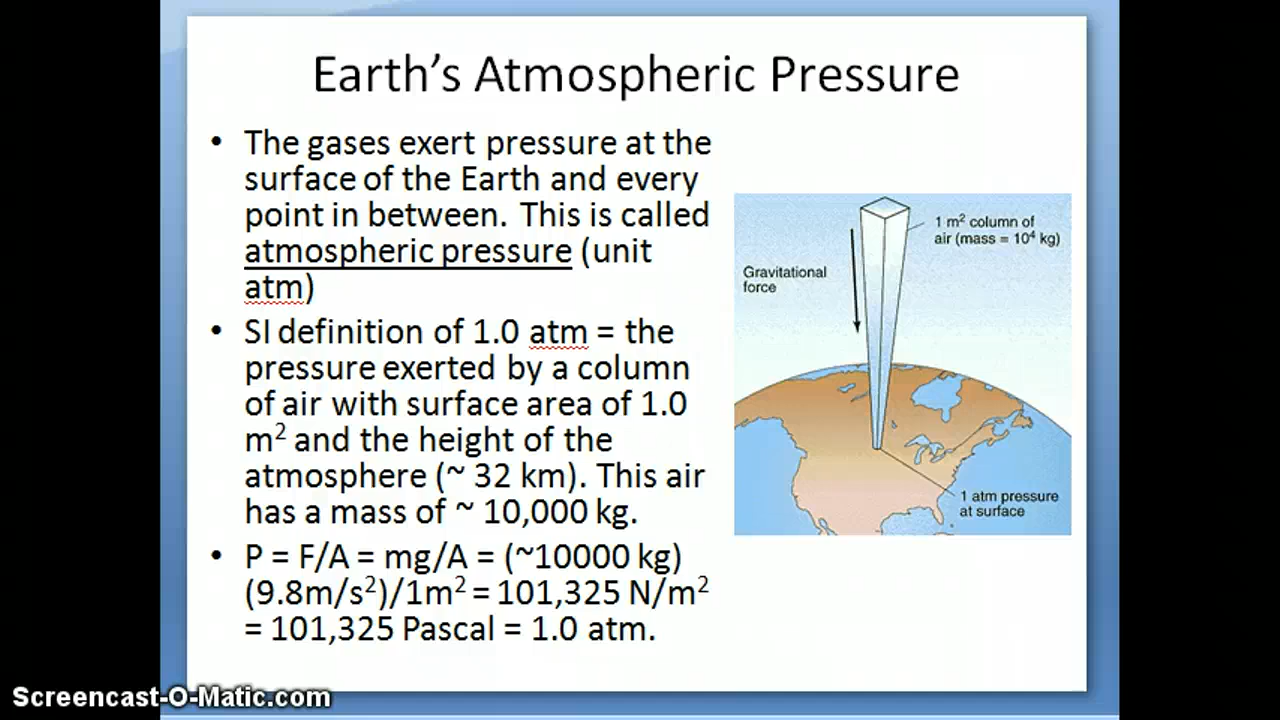 Earth’s Atmospheric Pressure
• The gases exert pressure at the
surface of the Earth and every
point in between. This is called
atmospheric pressure (unit
atm)
• SI definition of 1.0 atm = the
pressure exerted by a column
of air with surface area of 1.0
m² and the height of the
atmosphere (~ 32 km). This air
has a mass of ~ 10,000 kg.
• P = F/A = mg/A = (~10000 kg)
(9.8m/s²)/1m² = 101,325 N/m²
= 101,325 Pascal = 1.0 atm.
1 m² column of
air (mass = 10⁴ kg)
Gravitational
force
1 atm pressure
at surface
Screencast-O-Matic.com